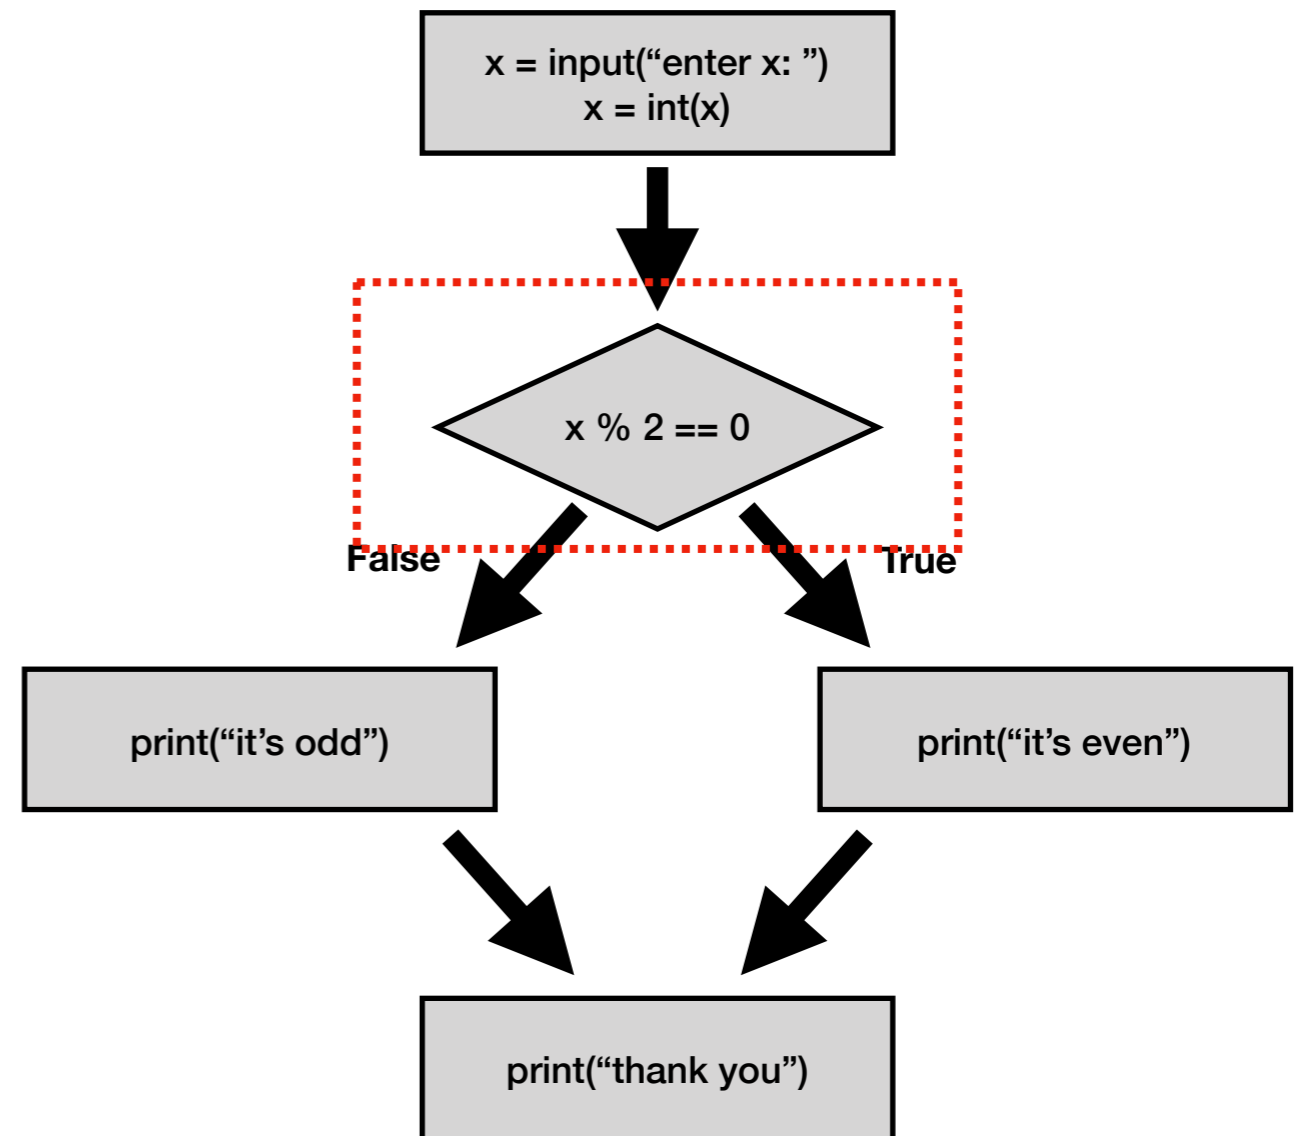 x = input(“enter x: ”)
x = int(x)
x % 2 == 0
False
True
print(“it’s odd”)
print(“it’s even”)
print(“thank you”)